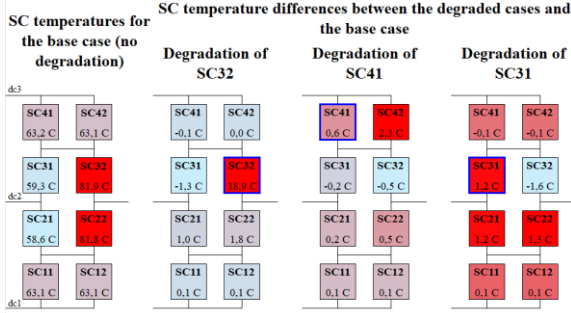 SC temperatures for
the base case (no
degradation)
SC temperature differences between the degraded cases and
the base case
Degradation of
SC32
Degradation of
SC41
Degradation of
SC31
dc3
SC41 SC42 SC41 SC42 SC41 SC42 SC41 SC42
63,2 C 63,1 C -0,1 C 0,0 C 0,6 C 2,3 C -0,1 C -0,1 C
SC31 SC32 SC31 SC32 SC31 SC32 SC31 SC32
59,3 C 81,9 C -1,3 C 18,9 C -0,2 C -0,5 C 1,2 C -1,6 C
dc2
SC21 SC22 SC21 SC22 SC21 SC22 SC21 SC22
58,6 C 81,8 C 1,0 C 1,8 C 0,2 C 0,5 C 1,2 C 1,3 C
SC11 SC12 SC11 SC12 SC11 SC12 SC11 SC12
63,1 C 63,1 C 0,1 C 0,1 C 0,1 C 0,1 C 0,1 C 0,1 C
dc1